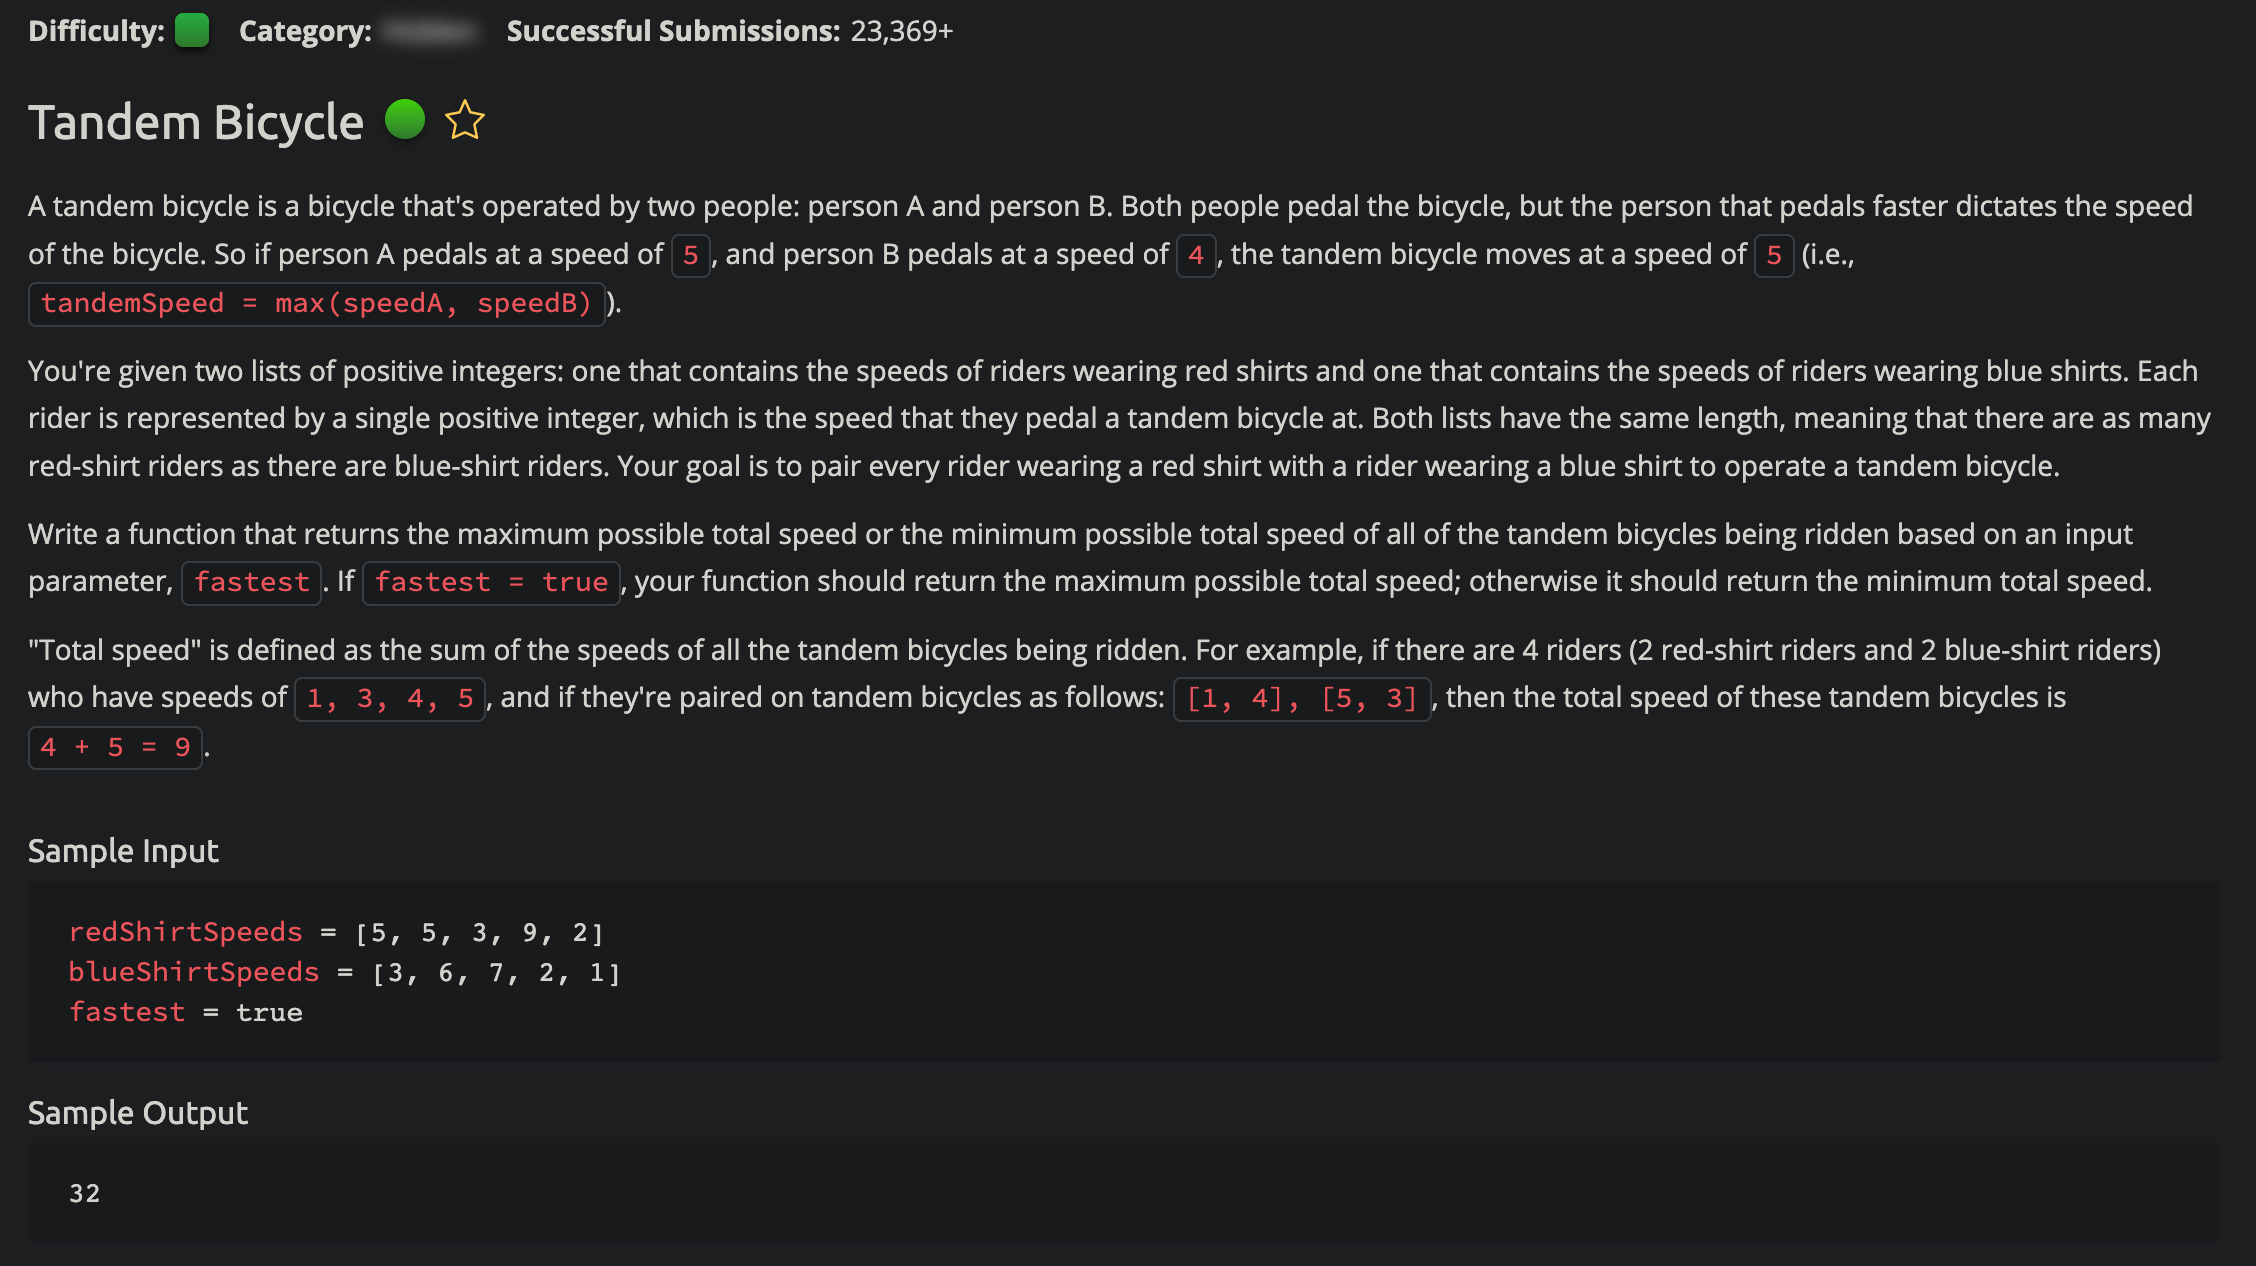 Difficulty: Category: Successful Submissions: 23,369+
Tandem Bicycle
A tandem bicycle is a bicycle that's operated by two people: person A and person B. Both people pedal the bicycle, but the person that pedals faster dictates the speed
of the bicycle. So if person A pedals at a speed of 5, and person B pedals at a speed of 4, the tandem bicycle moves at a speed of 5 (i.e.,
tandemSpeed = max(speedA, speedB)).
You're given two lists of positive integers: one that contains the speeds of riders wearing red shirts and one that contains the speeds of riders wearing blue shirts. Each
rider is represented by a single positive integer, which is the speed that they pedal a tandem bicycle at. Both lists have the same length, meaning that there are as many
red-shirt riders as there are blue-shirt riders. Your goal is to pair every rider wearing a red shirt with a rider wearing a blue shirt to operate a tandem bicycle.
Write a function that returns the maximum possible total speed or the minimum possible total speed of all of the tandem bicycles being ridden based on an input
parameter, fastest. If fastest = true, your function should return the maximum possible total speed; otherwise it should return the minimum total speed.
"Total speed" is defined as the sum of the speeds of all the tandem bicycles being ridden. For example, if there are 4 riders (2 red-shirt riders and 2 blue-shirt riders)
who have speeds of 1, 3, 4, 5, and if they're paired on tandem bicycles as follows: [1, 4], [5, 3], then the total speed of these tandem bicycles is
4 + 5 = 9.
Sample Input
redShirtSpeeds = [5, 5, 3, 9, 2]
blueShirtSpeeds = [3, 6, 7, 2, 1]
fastest = true
Sample Output
32